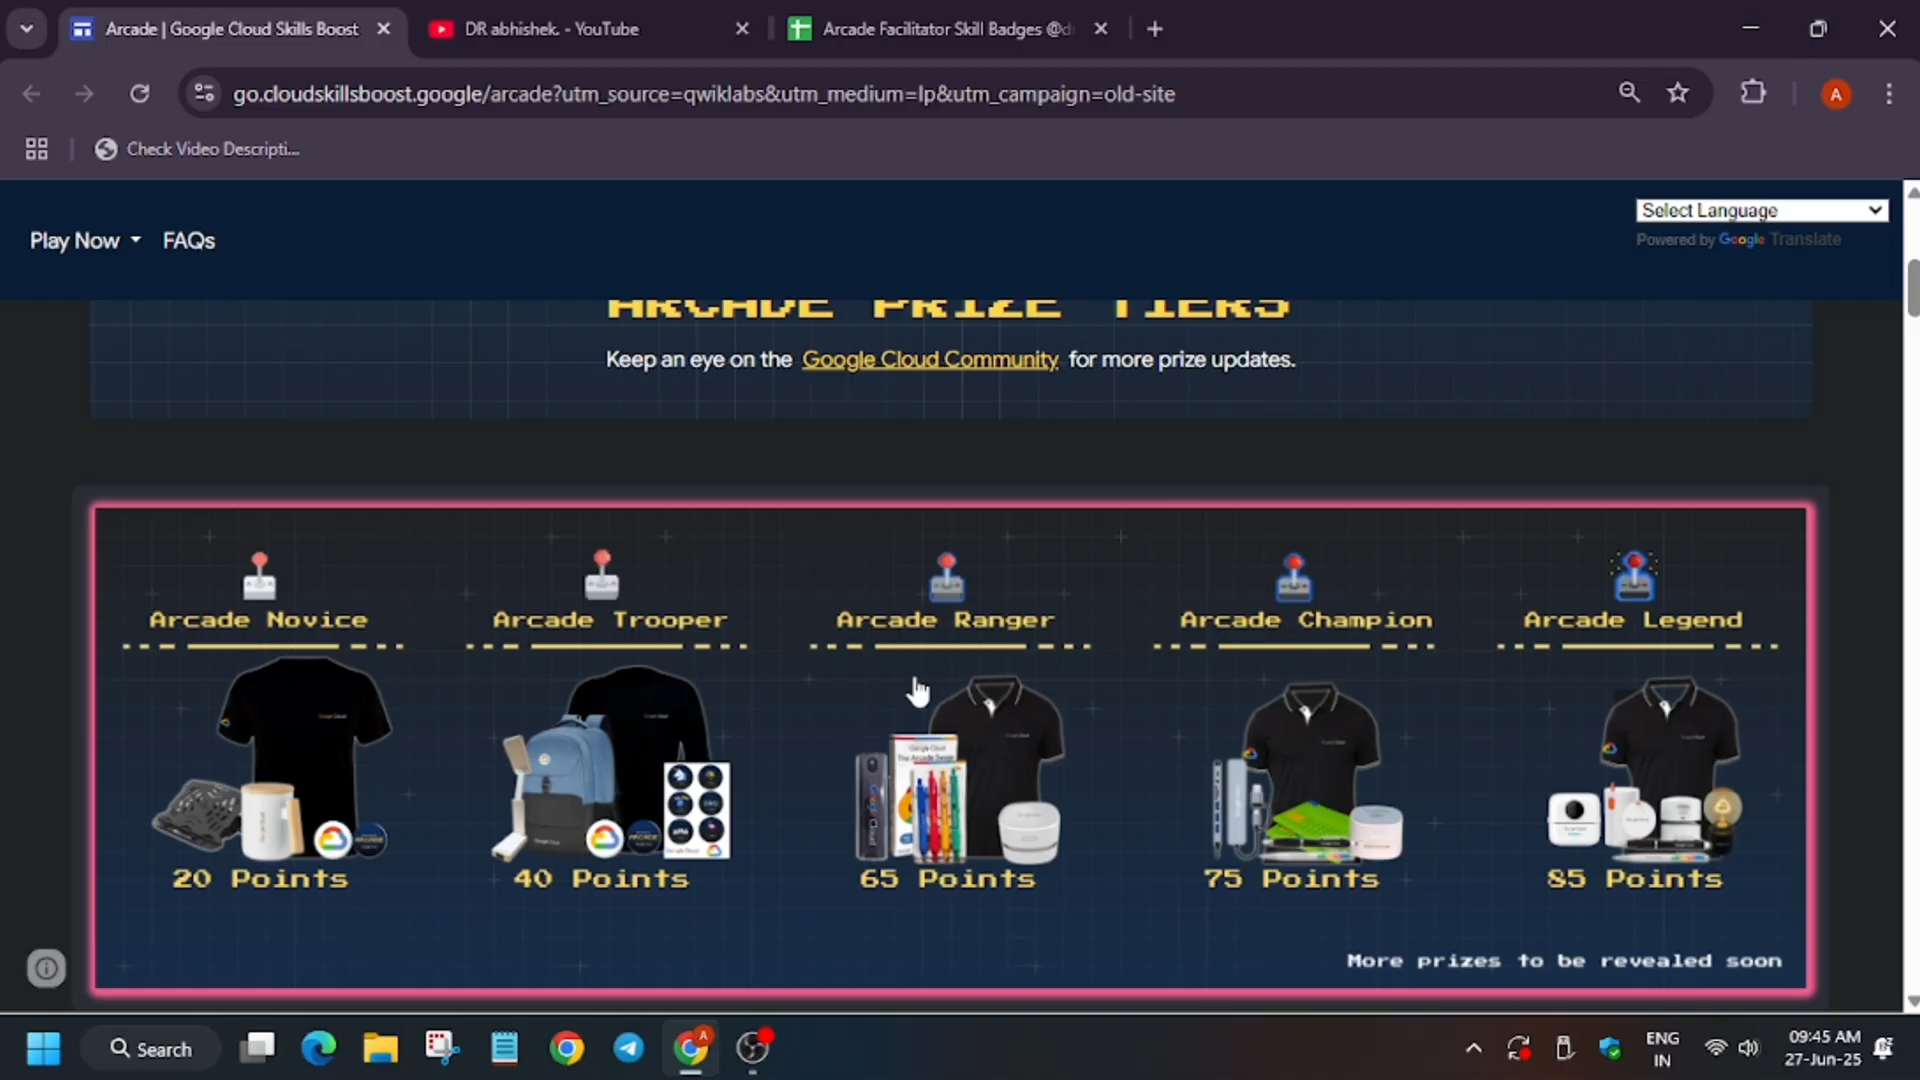 Arcade | Google Cloud Skills Boost
DR abhishek. - YouTube
Arcade Facilitator Skill Badges @d
go.cloudskillsboost.google/arcade?utm_source=qwiklabs&utm_medium=lp&utm_campaign=old-site
A
Check Video Descripti...
Play Now
FAQs
Select Language
Powered by Google Translate
ARCADE PRIZE TIERS
Keep an eye on the Google Cloud Community for more prize updates.
Arcade Novice
Arcade Trooper
Arcade Ranger
Arcade Champion
Arcade Legend
20 Points
40 Points
65 Points
75 Points
85 Points
More prizes to be revealed soon
Search
A
ENG
IN
09:45 AM
27-Jun-25